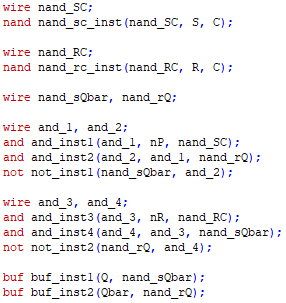 wire nand_SC;
nand nand_sc_inst(nand_SC, S, C);
wire nand_RC;
nand nand_rc_inst(nand_RC, R, C);
wire nand_sQbar, nand_rQ;
wire and_1, and_2;
and and_inst1(and_1, nP, nand_SC);
and and_inst2(and_2, and_1, nand_rQ);
not not_inst1(nand_sQbar, and_2);
wire and_3, and_4;
and and_inst3(and_3, nR, nand_RC);
and and_inst4(and_4, and_3, nand_sQbar);
not not_inst2(nand_rQ, and_4);
buf buf_inst1(Q, nand_sQbar);
buf buf_inst2(Qbar, nand_rQ);